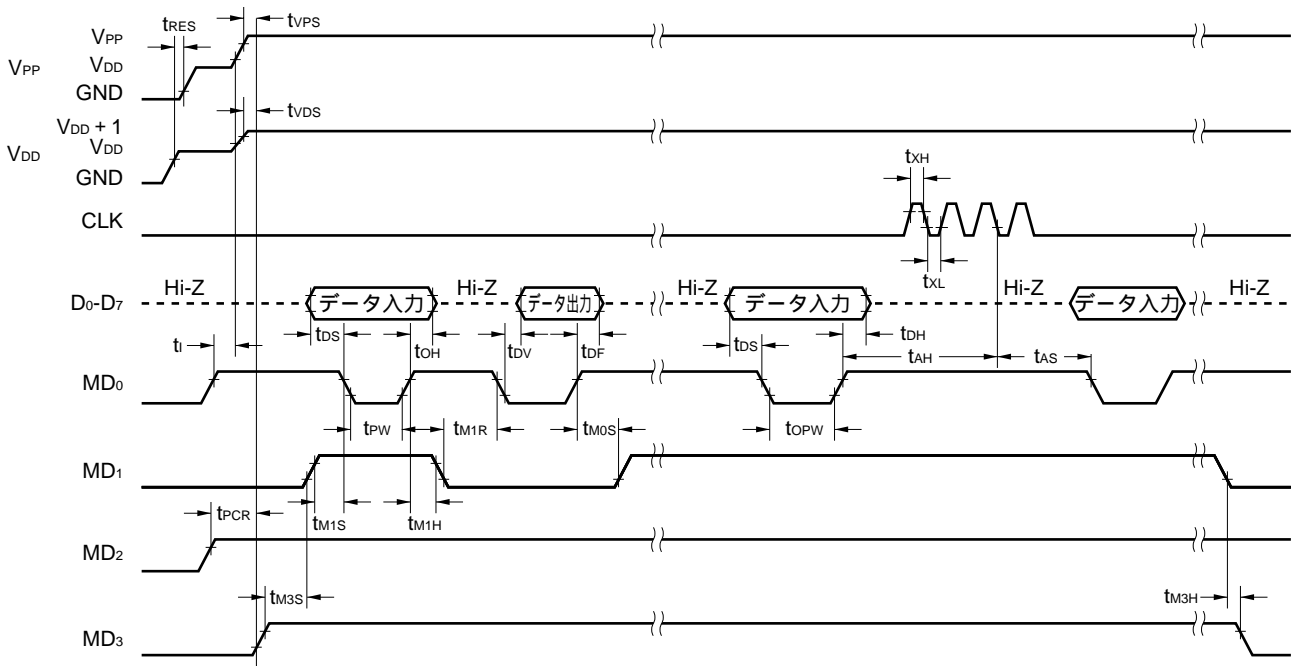 tRES
tVPS
VPP
VPP
VDD
GND
tVDS
VDD + 1
VDD
VDD
GND
tXH
CLK
tXL
D0-D7
Hi-Z
データ入力
Hi-Z
データ出力
Hi-Z
データ入力
Hi-Z
データ入力
Hi-Z
tI
tDS
tOH
tDV
tDF
tDS
tDH
tAH
tAS
MD0
tPW
tM1R
tM0S
tOPW
MD1
tPCR
tM1S
tM1H
MD2
tM3S
tM3H
MD3